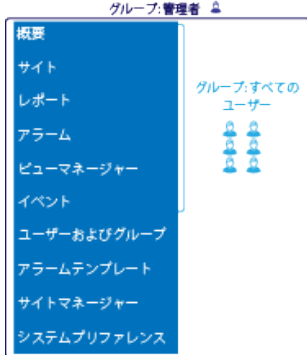 グループ:管理者
概要
サイト
レポート
アラーム
ビューマネージャー
イベント
ユーザーおよびグループ
アラームテンプレート
サイトマネージャー
システムプリファレンス
グループ:すべての
ユーザー